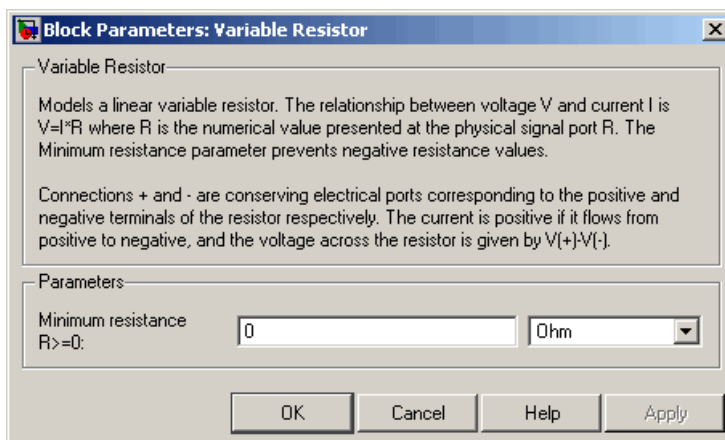 Block Parameters: Variable Resistor
Variable Resistor
Models a linear variable resistor. The relationship between voltage V and current I is
V=I*R where R is the numerical value presented at the physical signal port R. The
Minimum resistance parameter prevents negative resistance values.
Connections + and - are conserving electrical ports corresponding to the positive and
negative terminals of the resistor respectively. The current is positive if it flows from
positive to negative, and the voltage across the resistor is given by V(+)-V(-).
Parameters
Minimum resistance
R>=0:
0
Ohm
OK Cancel Help Apply